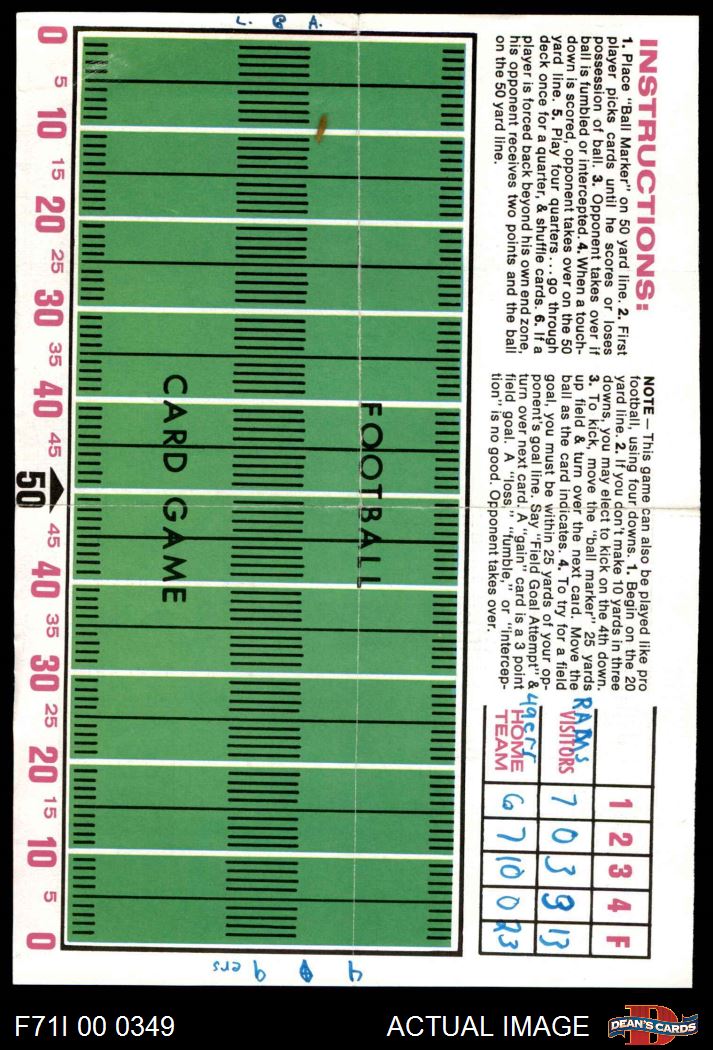 INSTRUCTIONS:
1. Place "Ball Marker" on 50 yard line. 2. First
player picks cards until he scores or loses
possession of ball. 3. Opponent takes over if
ball is fumbled or intercepted. 4. When a touch-
down is scored, opponent takes over on the 50
yard line. 5. Play four quarters . . . go through
deck once for a quarter, & shuffle cards. 6. If a
player is forced back beyond his own end zone,
his opponent receives two points and the ball
on the 50 yard line.
NOTE — This game can also be played like pro
football, using four downs. 1. Begin on the 20
yard line. 2. If you don't make 10 yards in three
downs, you may elect to kick on the 4th down.
3. To kick, move the "ball marker" 25 yards
up field & turn over the next card. Move the
ball as the card indicates. 4. To try for a field
goal, you must be within 25 yards of your op-
ponent's goal line. Say "Field Goal Attempt" &
turn over next card. A "gain" card is a 3 point
field goal. A "loss," "fumble," or "intercep-
tion" is no good. Opponent takes over.
1 2 3 4 F
RAMS
VISITORS 7 0 3 3 13
49ers
HOME TEAM 6 7 10 0 23
L. A.
FOOTBALL
CARD GAME
0 5 10 15 20 25 30 35 40 45 50 45 40 35 30 25 20 15 10 5 0
F71I 00 0349
ACTUAL IMAGE
D
DEAN'S CARDS